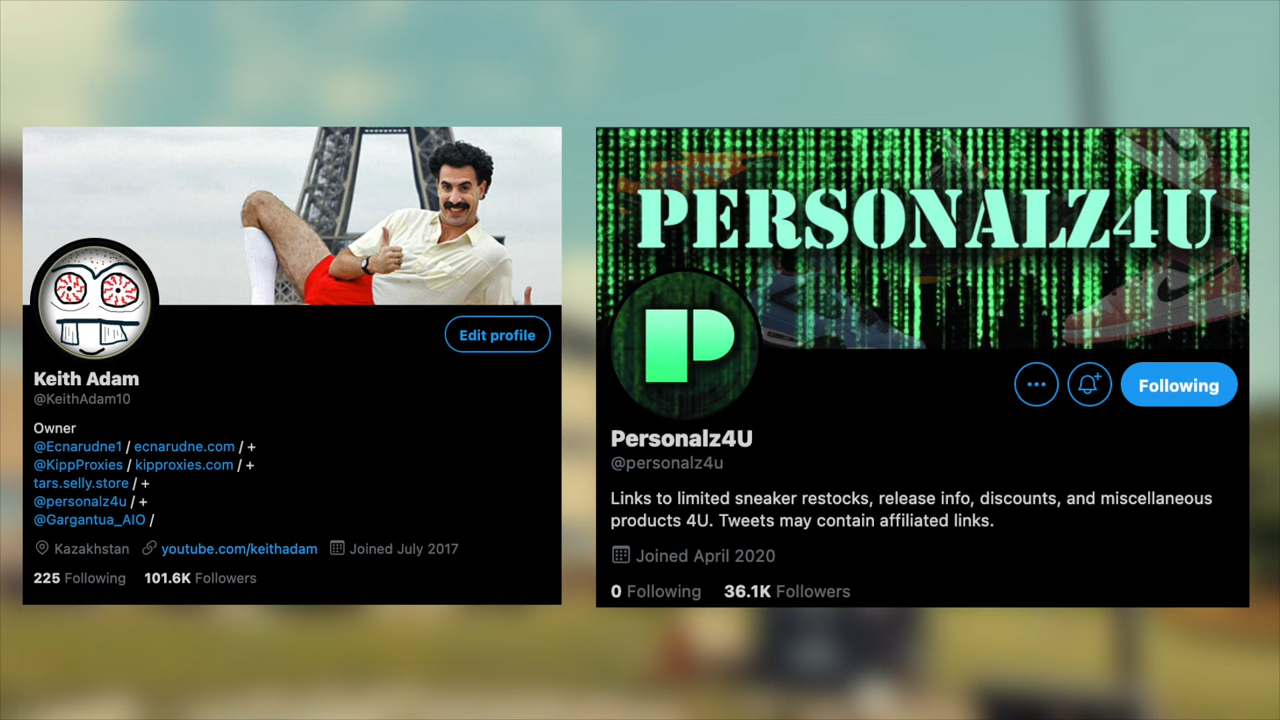 Edit profile
Keith Adam
@KeithAdam10
Owner
@Ecnarudne1 / ecnarudne.com / +
@KippProxies / kipproxies.com / +
tars.selly.store / +
@personalz4u / +
@Gargantua_AIO /
Kazakhstan youtube.com/keithadam Joined July 2017
225 Following 101.6K Followers
PERSONALZ4U
P
Following
Personalz4U
@personalz4u
Links to limited sneaker restocks, release info, discounts, and miscellaneous
products 4U. Tweets may contain affiliated links.
Joined April 2020
0 Following 36.1K Followers